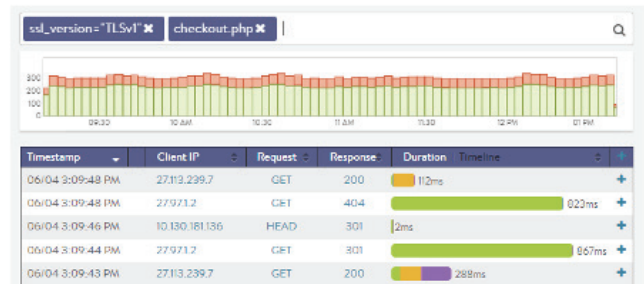 ssl_version="TLSv1" ✖ checkout.php ✖
300
200
100
0
09:30 10 AM 10:30 11 AM 11:30 12 PM 01 PM
Timestamp Client IP Request Response Duration Timeline
06/04 3:09:48 PM 27.113.239.7 GET 200 112ms
06/04 3:09:48 PM 27.97.1.2 GET 404 823ms
06/04 3:09:46 PM 10.130.181.136 HEAD 301 2ms
06/04 3:09:44 PM 27.97.1.2 GET 301 867ms
06/04 3:09:43 PM 27.113.239.7 GET 200 288ms